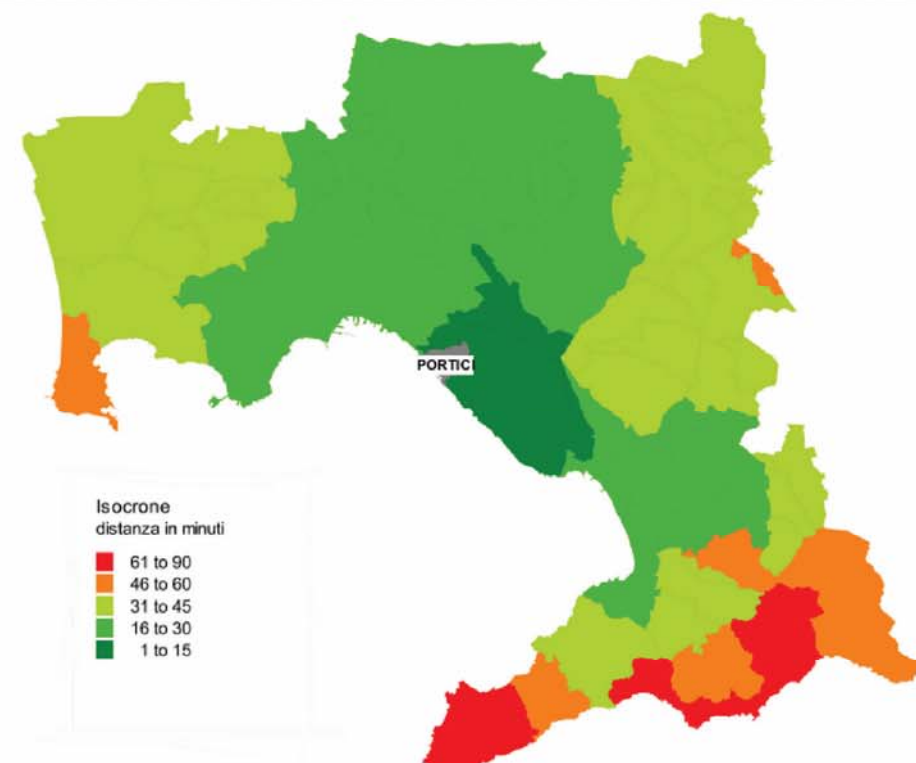 PORTICI
Isocrone
distanza in minuti
61 to 90
46 to 60
31 to 45
16 to 30
1 to 15